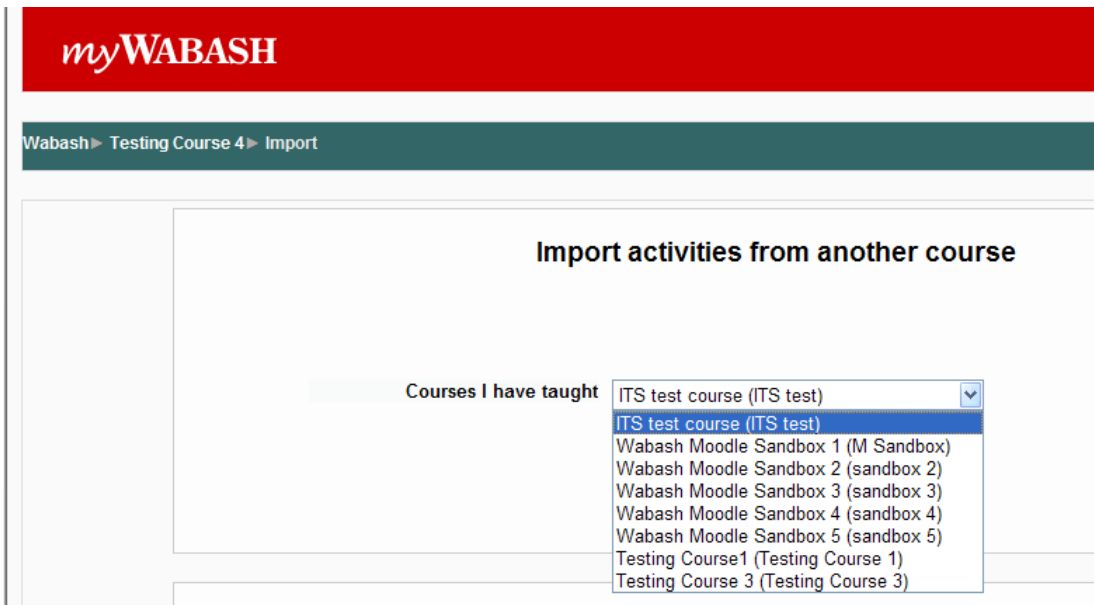 myWABASH
Wabash► Testing Course 4► Import
Import activities from another course
Courses I have taught ITS test course (ITS test)
ITS test course (ITS test)
Wabash Moodle Sandbox 1 (M Sandbox)
Wabash Moodle Sandbox 2 (sandbox 2)
Wabash Moodle Sandbox 3 (sandbox 3)
Wabash Moodle Sandbox 4 (sandbox 4)
Wabash Moodle Sandbox 5 (sandbox 5)
Testing Course1 (Testing Course 1)
Testing Course 3 (Testing Course 3)